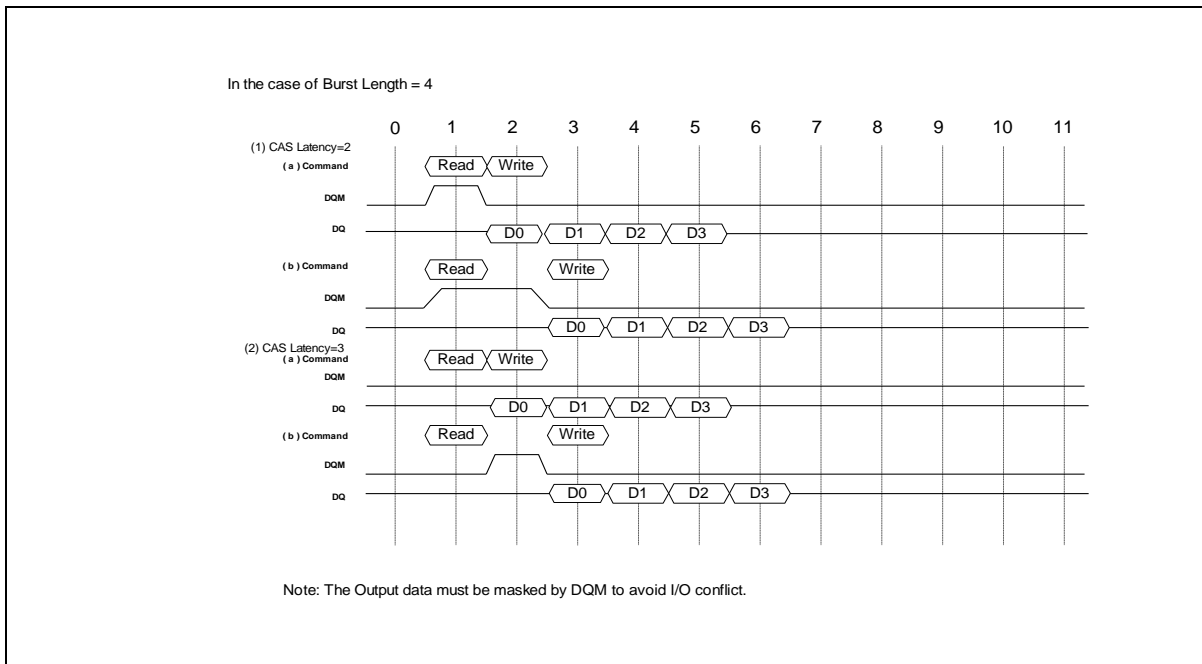 In the case of Burst Length = 4
0 1 2 3 4 5 6 7 8 9 10 11
(1) CAS Latency=2
( a ) Command Read Write
DQM
DQ D0 D1 D2 D3
( b ) Command Read Write
DQM
DQ D0 D1 D2 D3
(2) CAS Latency=3
( a ) Command Read Write
DQM
DQ D0 D1 D2 D3
( b ) Command Read Write
DQM
DQ D0 D1 D2 D3
Note: The Output data must be masked by DQM to avoid I/O conflict.